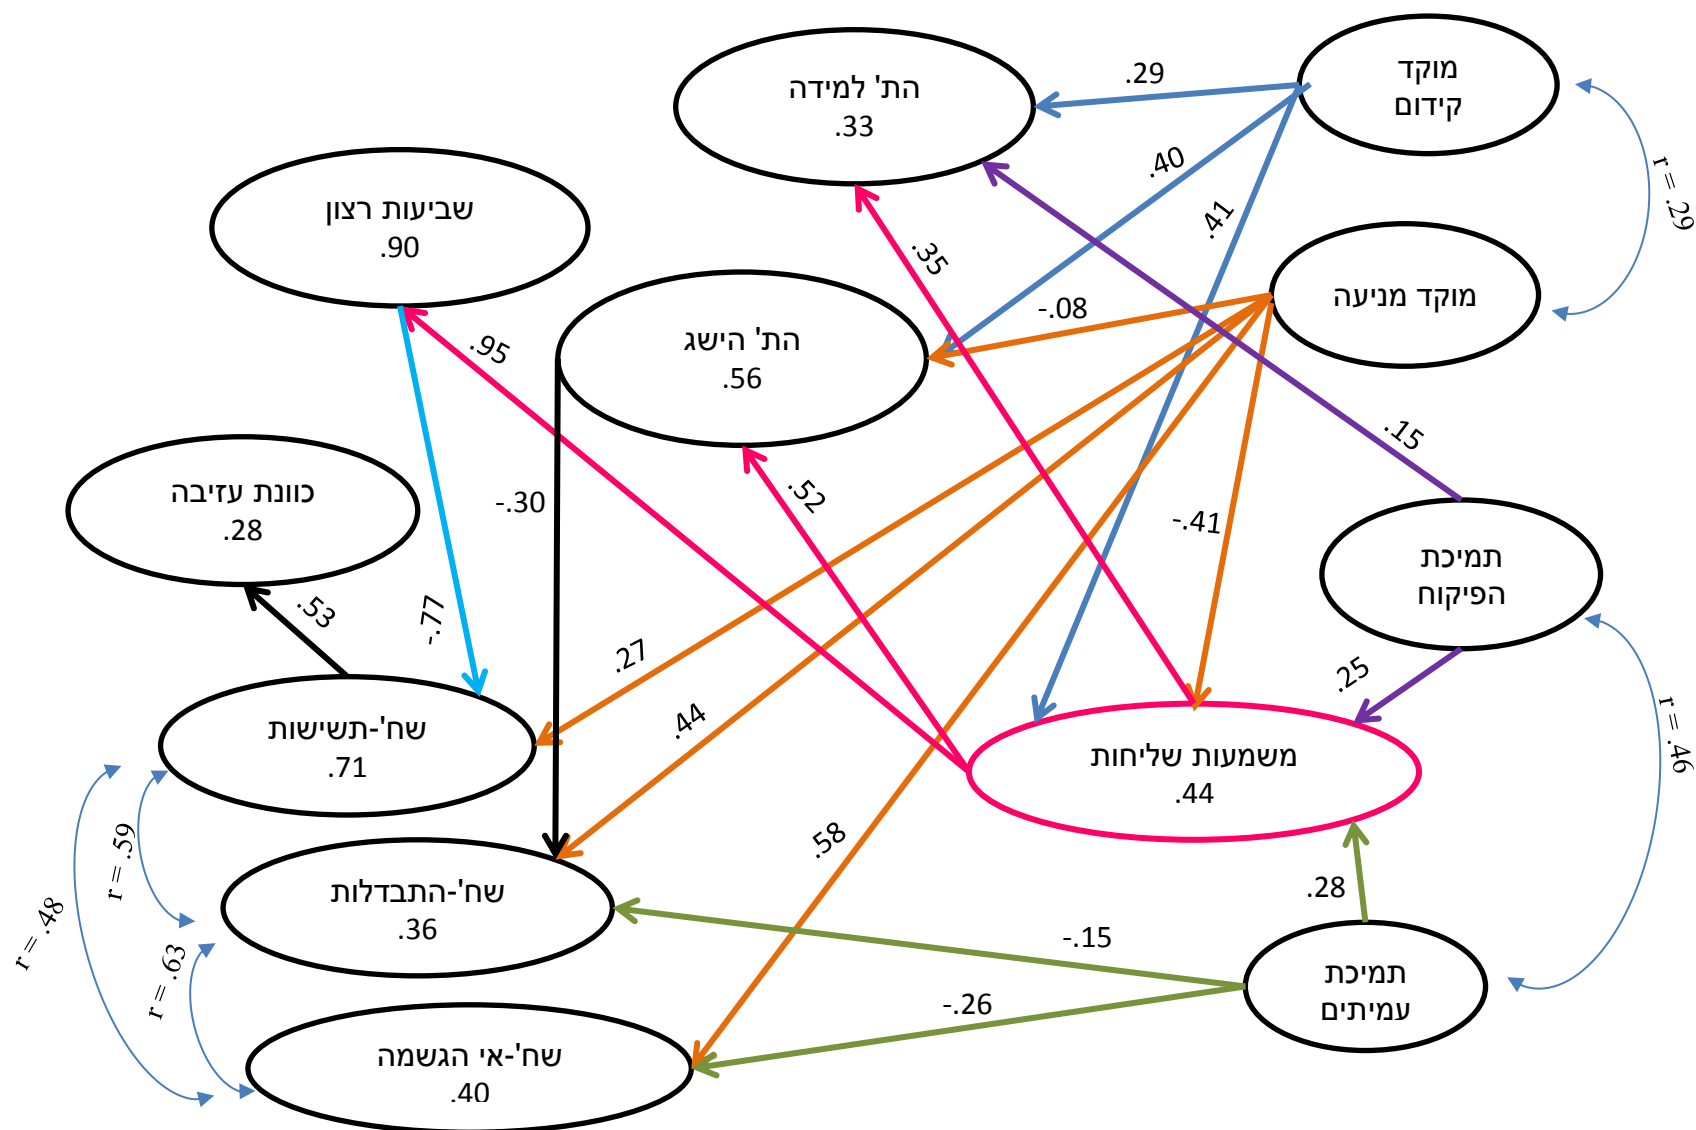 מוקד
קידום
הת' למידה
.33
.29
r = .29
.40
.41
שביעות רצון
.90
.35
מוקד מניעה
-.08
הת' הישג
.56
.95
.15
כוונת עזיבה
.28
-.30
.52
-.41
תמיכת
הפיקוח
.53
-.77
.27
.25
.44
r = .46
שח'-תשישות
.71
משמעות שליחות
.44
.58
r = .59
.28
שח'-התבדלות
.36
r = .48
-.15
r = .63
תמיכת
עמיתים
-.26
שח'-אי הגשמה
.40